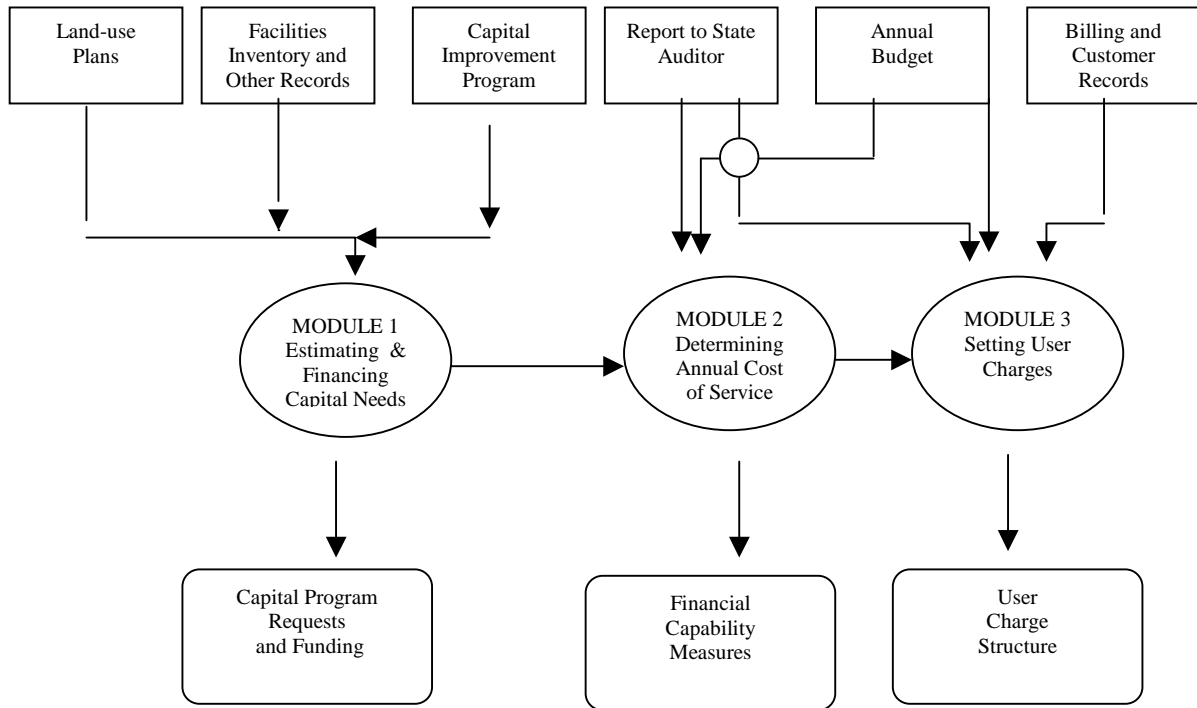 Land-use
Plans
Facilities
Inventory and
Other Records
Capital
Improvement
Program
Report to State
Auditor
Annual
Budget
Billing and
Customer
Records
MODULE 1
Estimating &
Financing
Capital Needs
MODULE 2
Determining
Annual Cost
of Service
MODULE 3
Setting User
Charges
Capital Program
Requests
and Funding
Financial
Capability
Measures
User
Charge
Structure